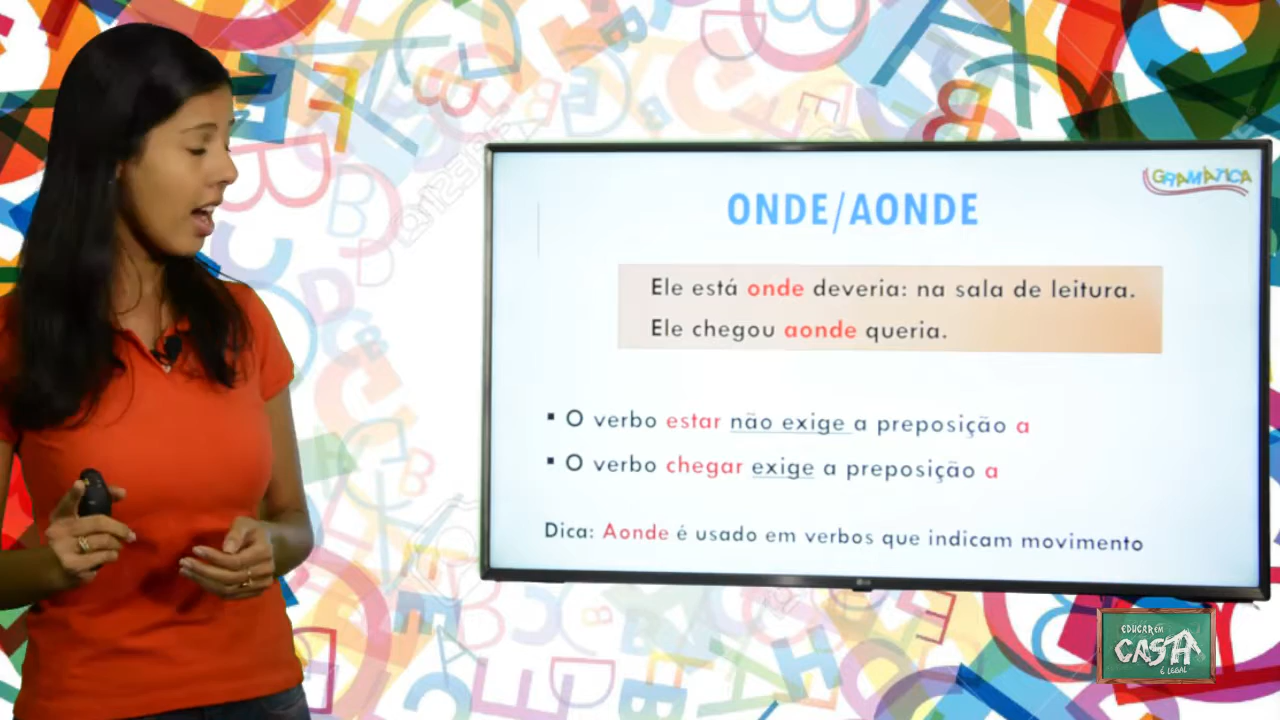 GRAMÁTICA
ONDE/AONDE
Ele está onde deveria: na sala de leitura.
Ele chegou aonde queria.
▪ O verbo estar não exige a preposição a
▪ O verbo chegar exige a preposição a
Dica: Aonde é usado em verbos que indicam movimento
LG
EDUCAR EM
CASA
É LEGAL